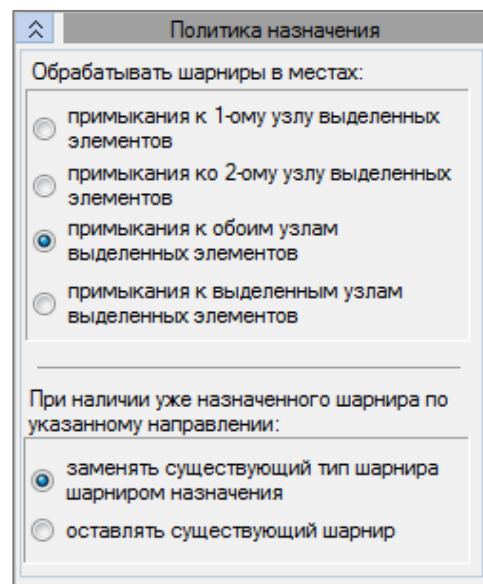 Политика назначения
Обрабатывать шарниры в местах:
примыкания к 1-ому узлу выделенных
элементов
примыкания ко 2-ому узлу выделенных
элементов
примыкания к обоим узлам
выделенных элементов
примыкания к выделенным узлам
выделенных элементов
При наличии уже назначенного шарнира по
указанному направлении:
заменять существующий тип шарнира
шарниром назначения
оставлять существующий шарнир